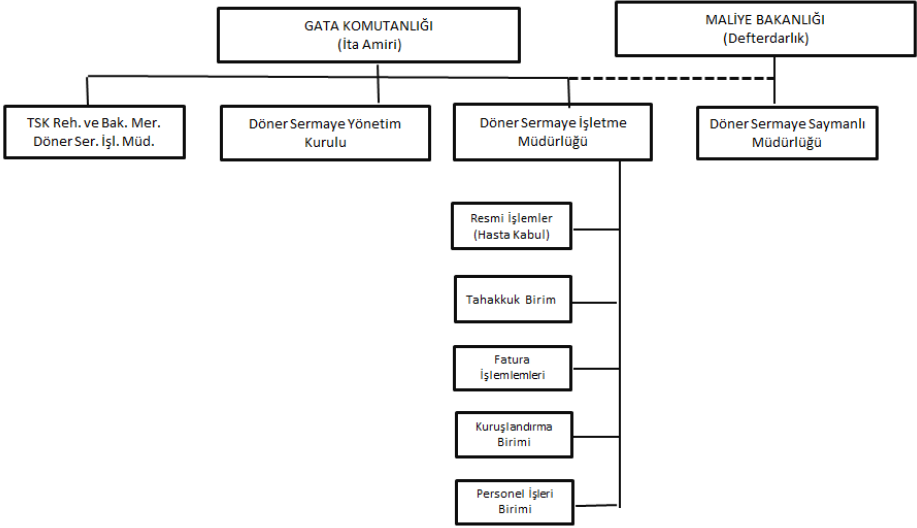 GATA KOMUTANLIĞI
(İta Amiri)
MALİYE BAKANLIĞI
(Defterdarlık)
TSK Reh. ve Bak. Mer.
Döner Ser. İşl. Müd.
Döner Sermaye Yönetim
Kurulu
Döner Sermaye İşletme
Müdürlüğü
Döner Sermaye Saymanlı
Müdürlüğü
Resmi İşlemler
(Hasta Kabul)
Tahakkuk Birim
Fatura
İşlemlemleri
Kuruşlandırma
Birimi
Personel İşleri
Birimi